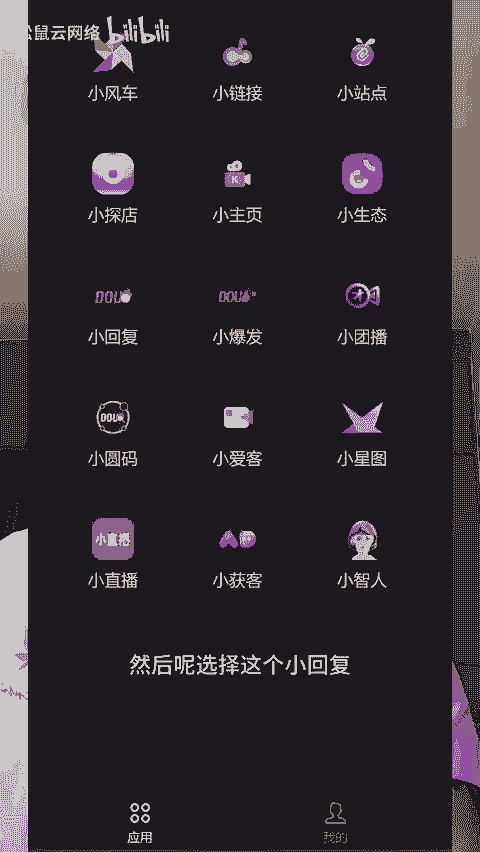 松鼠云网络 bilibili
小风车 小链接 小站点
小探店 小主页 小生态
DOU DOU 团
小回复 小爆发 小团播
DOU
小圆码 小爱客 小星图
小直播 AD
小直播 小获客 小智人
然后呢选择这个小回复
应用 我的